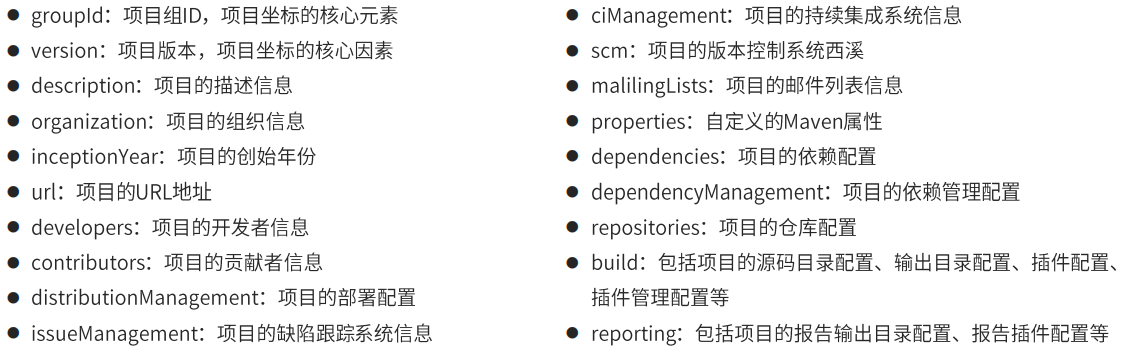 ● groupId：项目组ID，项目坐标的核心元素
● version：项目版本，项目坐标的核心因素
● description：项目的描述信息
● organization：项目的组织信息
● inceptionYear：项目的创始年份
● url：项目的URL地址
● developers：项目的开发者信息
● contributors：项目的贡献者信息
● distributionManagement：项目的部署配置
● issueManagement：项目的缺陷跟踪系统信息
● ciManagement：项目的持续集成系统信息
● scm：项目的版本控制系统西溪
● malilingLists：项目的邮件列表信息
● properties：自定义的Maven属性
● dependencies：项目的依赖配置
● dependencyManagement：项目的依赖管理配置
● repositories：项目的仓库配置
● build：包括项目的源码目录配置、输出目录配置、插件配置、
插件管理配置等
● reporting：包括项目的报告输出目录配置、报告插件配置等